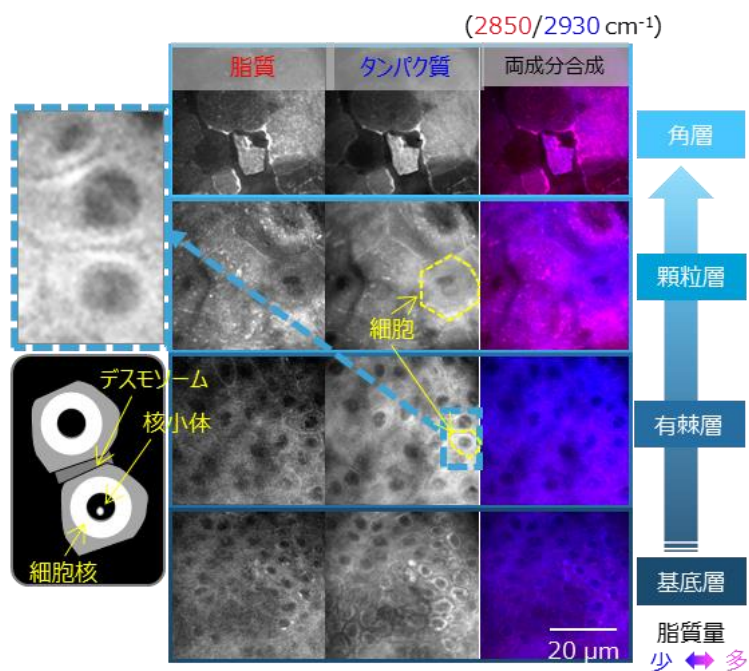 (2850/2930 cm⁻¹)
脂質
タンパク質
両成分合成
角層
顆粒層
細胞
デスモソーム
核小体
有棘層
細胞核
基底層
20 μm
脂質量
少 多